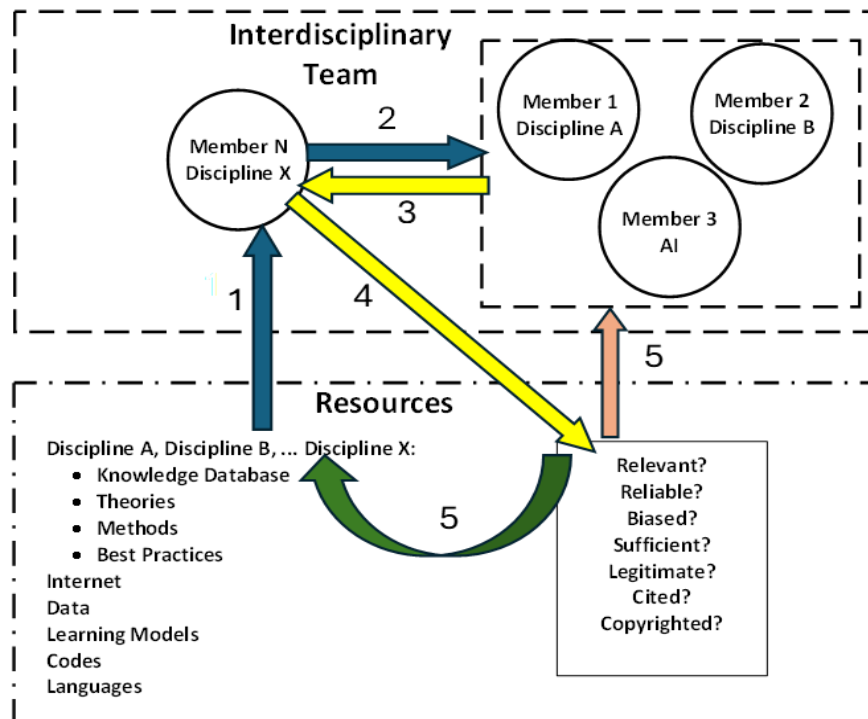 Interdisciplinary
Team
Member N
Discipline X
Member 1
Discipline A
Member 2
Discipline B
Member 3
AI
2
3
1
4
5
Resources
Discipline A, Discipline B, ... Discipline X:
• Knowledge Database
• Theories
• Methods
• Best Practices
Internet
Data
Learning Models
Codes
Languages
5
Relevant?
Reliable?
Biased?
Sufficient?
Legitimate?
Cited?
Copyrighted?